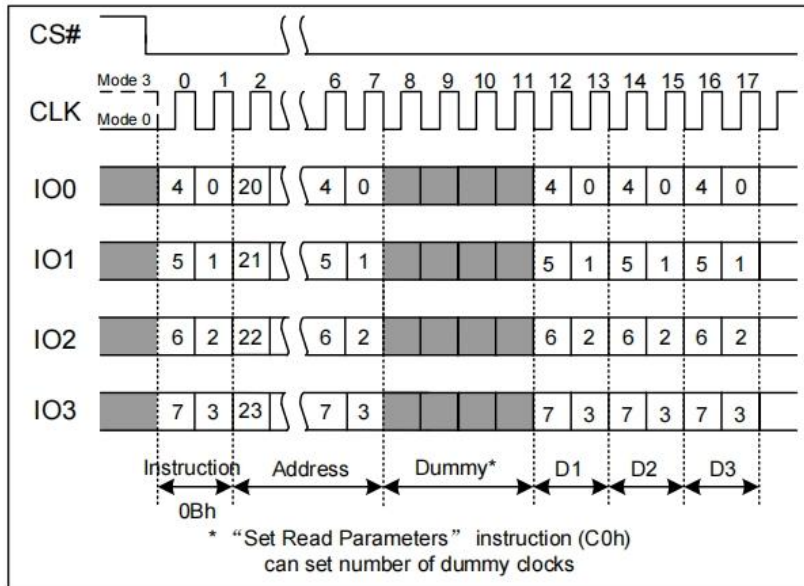 CS#
Mode 3 0 1 2 6 7 8 9 10 11 12 13 14 15 16 17
CLK
Mode 0
IO0 4 0 20 4 0 4 0 4 0 4 0
IO1 5 1 21 5 1 5 1 5 1 5 1
IO2 6 2 22 6 2 6 2 6 2 6 2
IO3 7 3 23 7 3 7 3 7 3 7 3
Instruction Address Dummy* D1 D2 D3
0Bh
* “Set Read Parameters” instruction (C0h)
can set number of dummy clocks